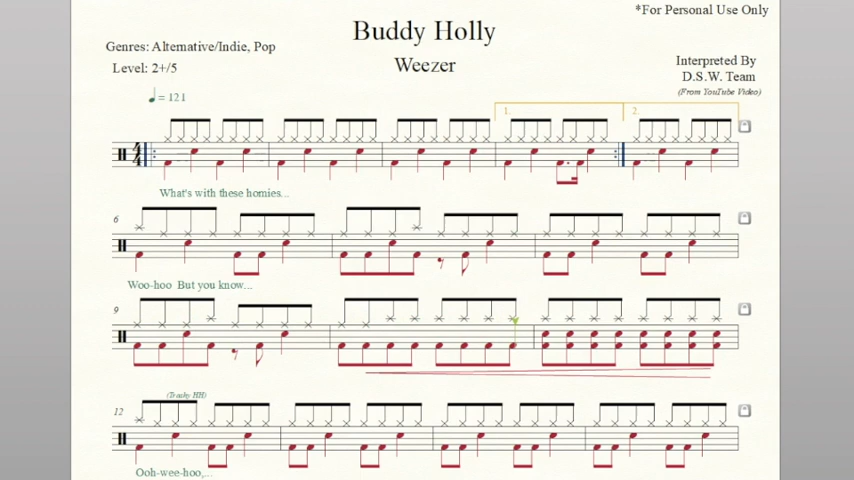 *For Personal Use Only
Buddy Holly
Genres: Alternative/Indie, Pop
Level: 2+/5
Weezer
Interpreted By
D.S.W. Team
(From YouTube Video)
= 121
1.
2.
4
4
What's with these homies...
6
Woo-hoo But you know...
9
(Trashy HH)
12
Ooh-wee-hoo,...